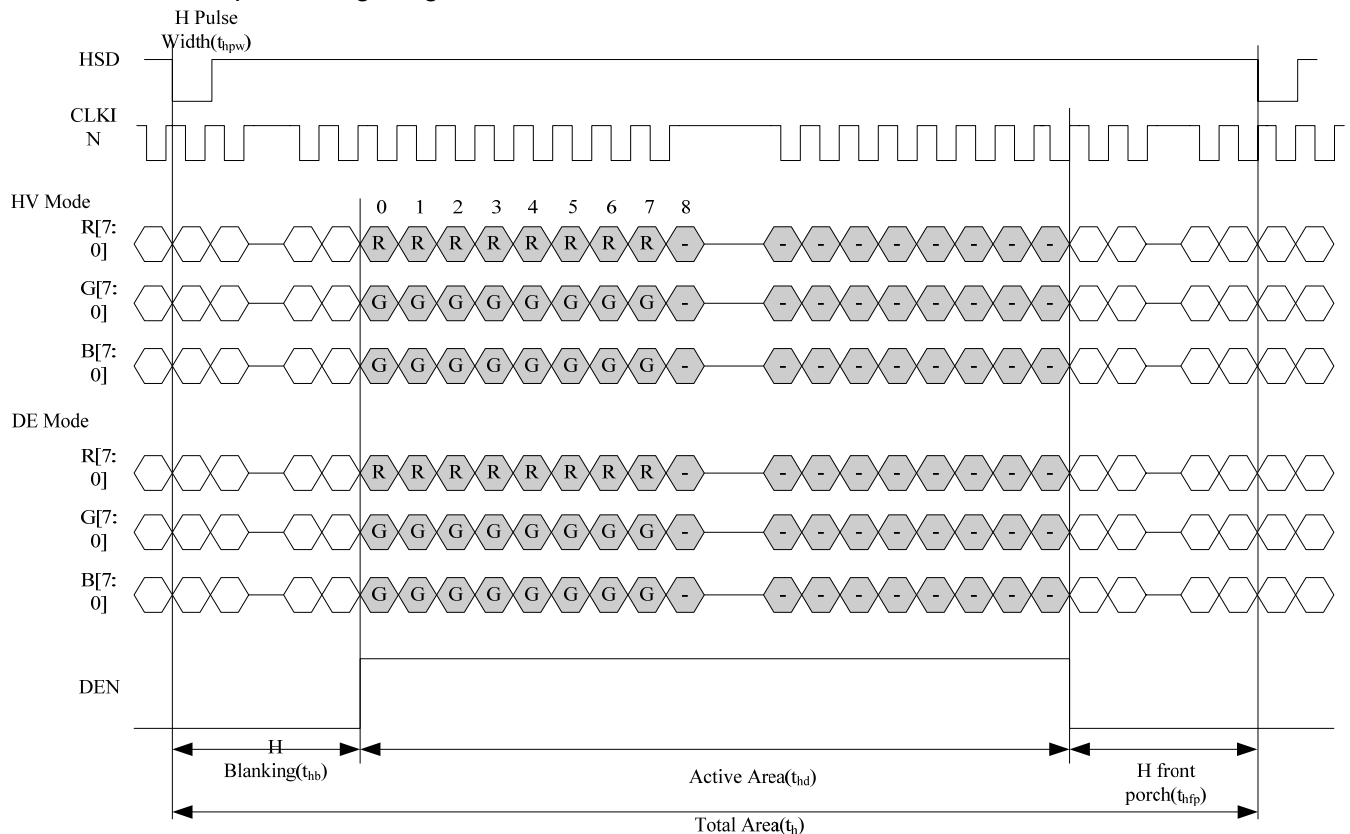 H Pulse
Width(thpw)
HSD
CLKI
N
HV Mode
0 1 2 3 4 5 6 7 8
R[7:
0]
R R R R R R R R - - - - - - - - -
G[7:
0]
G G G G G G G G - - - - - - - - -
B[7:
0]
G G G G G G G G - - - - - - - - -
DE Mode
R[7:
0]
R R R R R R R R - - - - - - - - -
G[7:
0]
G G G G G G G G - - - - - - - - -
B[7:
0]
G G G G G G G G - - - - - - - - -
DEN
H
Blanking(thb)
Active Area(thd)
H front
porch(thfp)
Total Area(th)